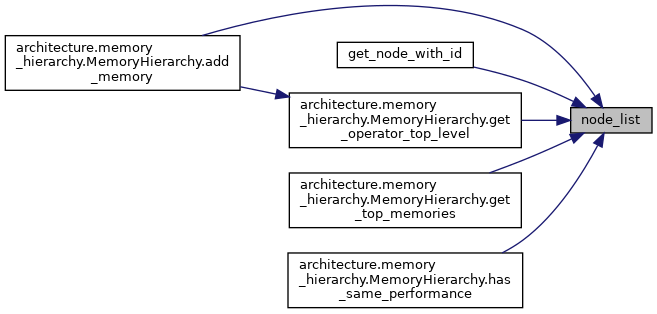 architecture.memory
_hierarchy.MemoryHierarchy.add
_memory
get_node_with_id
architecture.memory
_hierarchy.MemoryHierarchy.get
_operator_top_level
node_list
architecture.memory
_hierarchy.MemoryHierarchy.get
_top_memories
architecture.memory
_hierarchy.MemoryHierarchy.has
_same_performance